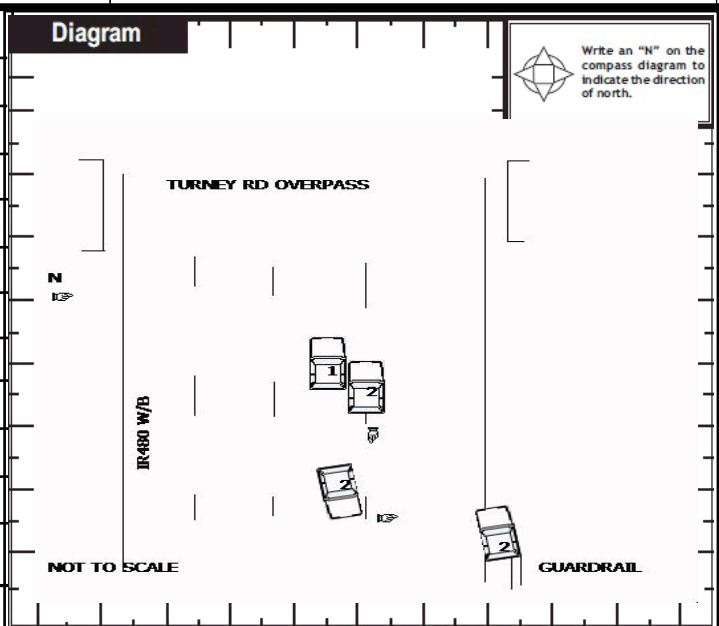 Diagram
Write an “N” on the
compass diagram to
indicate the direction
of north.
TURNEY RD OVERPASS
N
1
2
IR480 W/B
2
2
NOT TO SCALE
GUARDRAIL